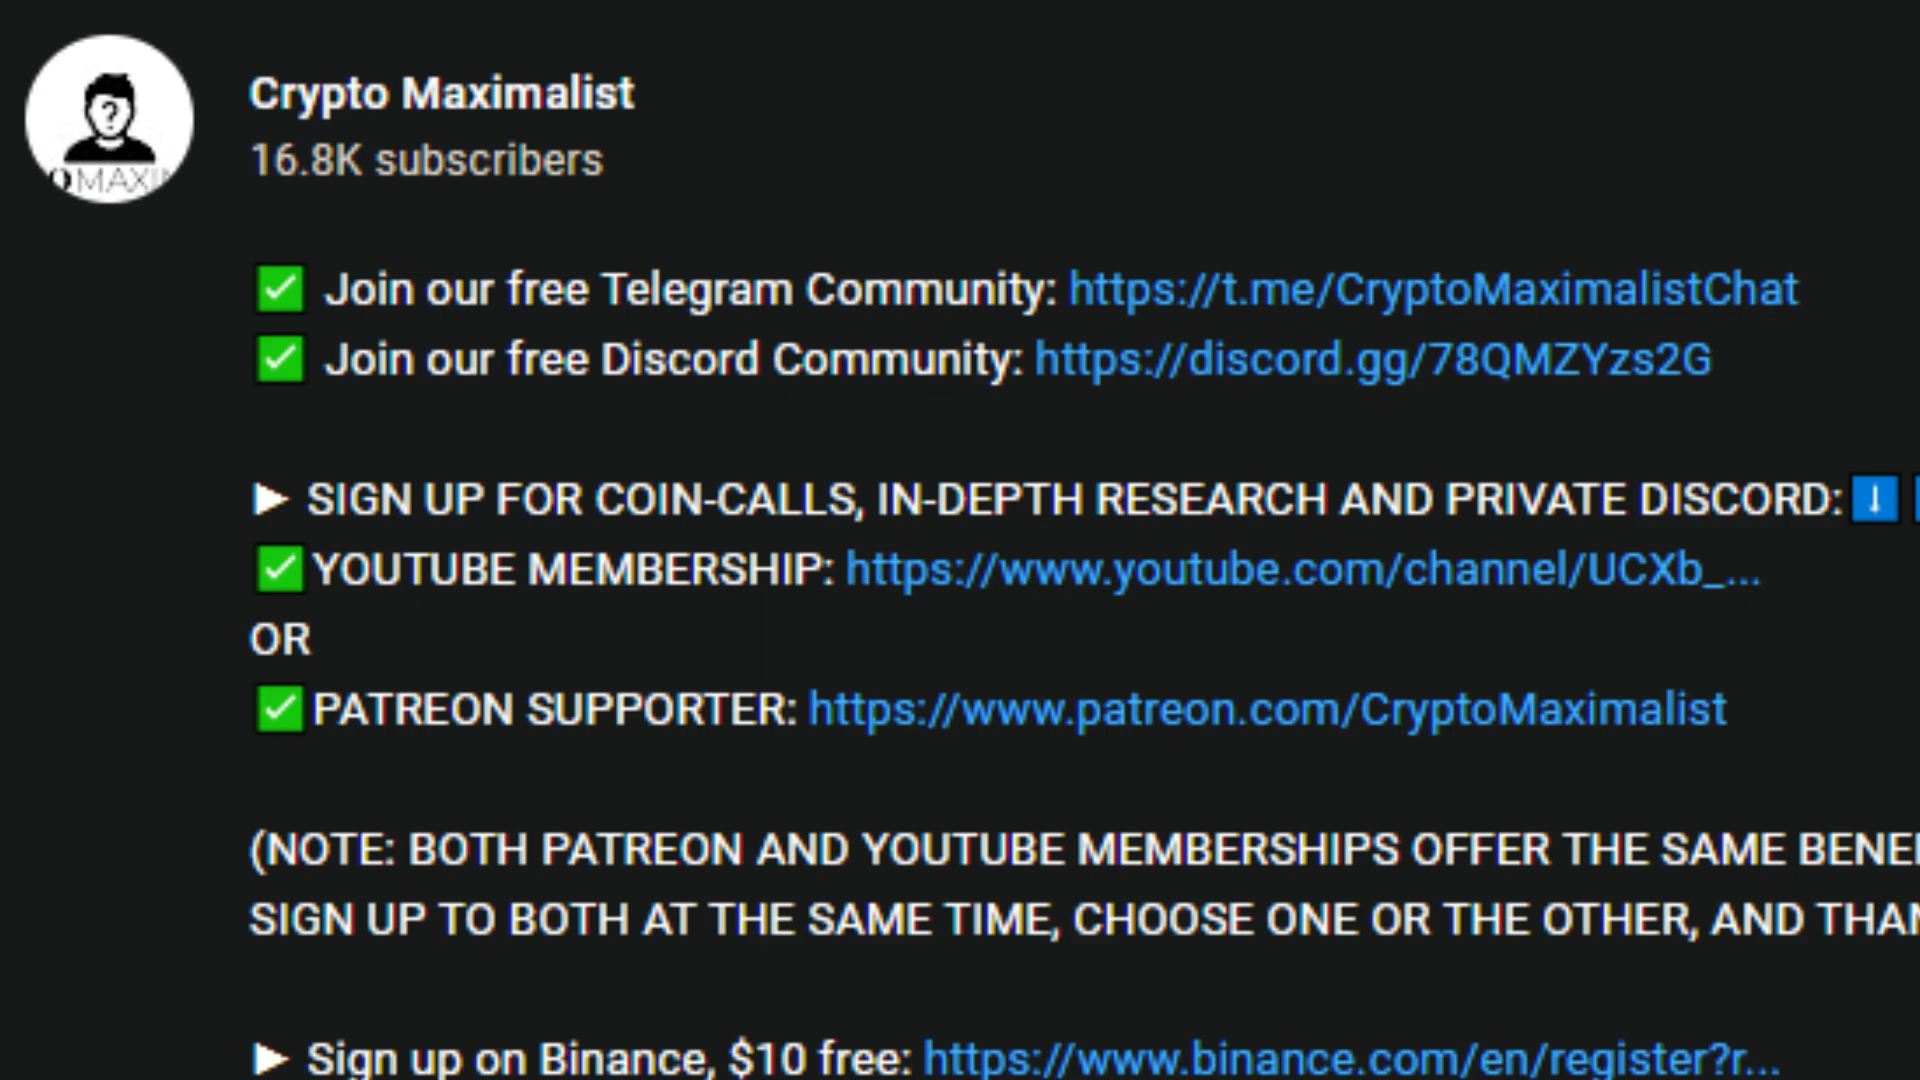 Crypto Maximalist
16.8K subscribers
MAXI
✅ Join our free Telegram Community: https://t.me/CryptoMaximalistChat
✅ Join our free Discord Community: https://discord.gg/78QMZYzs2G
► SIGN UP FOR COIN-CALLS, IN-DEPTH RESEARCH AND PRIVATE DISCORD: ⬇
✅ YOUTUBE MEMBERSHIP: https://www.youtube.com/channel/UCXb_...
OR
✅ PATREON SUPPORTER: https://www.patreon.com/CryptoMaximalist
(NOTE: BOTH PATREON AND YOUTUBE MEMBERSHIPS OFFER THE SAME
SIGN UP TO BOTH AT THE SAME TIME, CHOOSE ONE OR THE OTHER, AND
► Sign up on Binance, $10 free: https://www.binance.com/en/register?r...